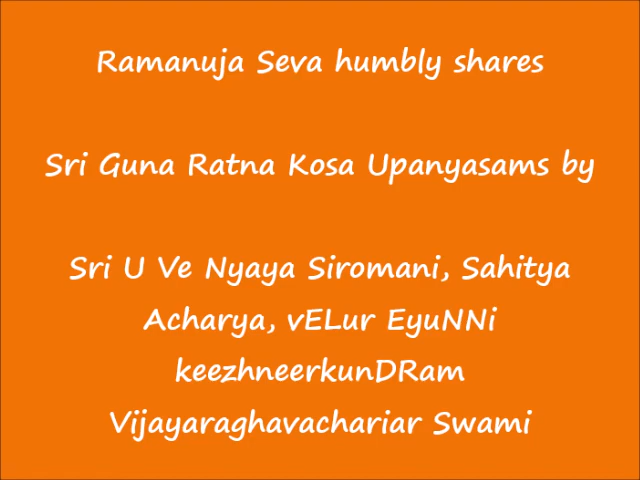 Ramanuja Seva humbly shares
Sri Guna Ratna Kosa Upanyasams by
Sri U Ve Nyaya Siromani, Sahitya
Acharya, vELur EyuNNi
keezhneerkunDRam
Vijayaraghavachariar Swami